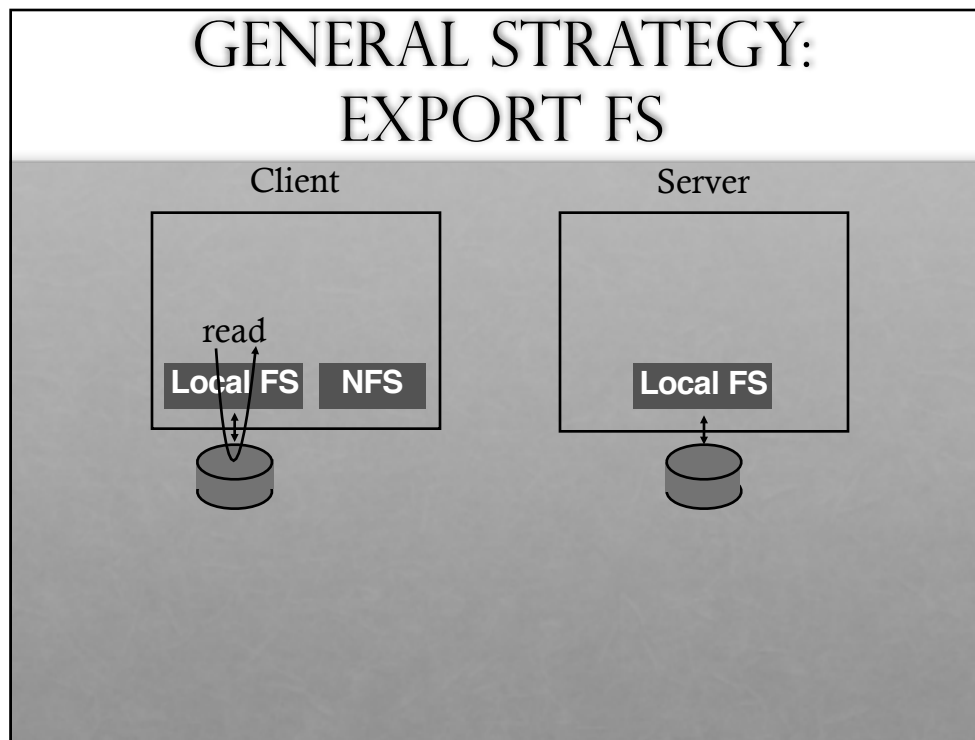 GENERAL STRATEGY:
EXPORT FS
Client
Server
read
Local FS
NFS
Local FS